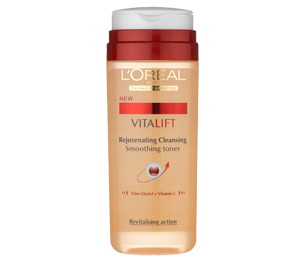 L'ORÉAL
NEW
VITALIFT
Rejuvenating Cleansing
Smoothing toner
Revitalising action